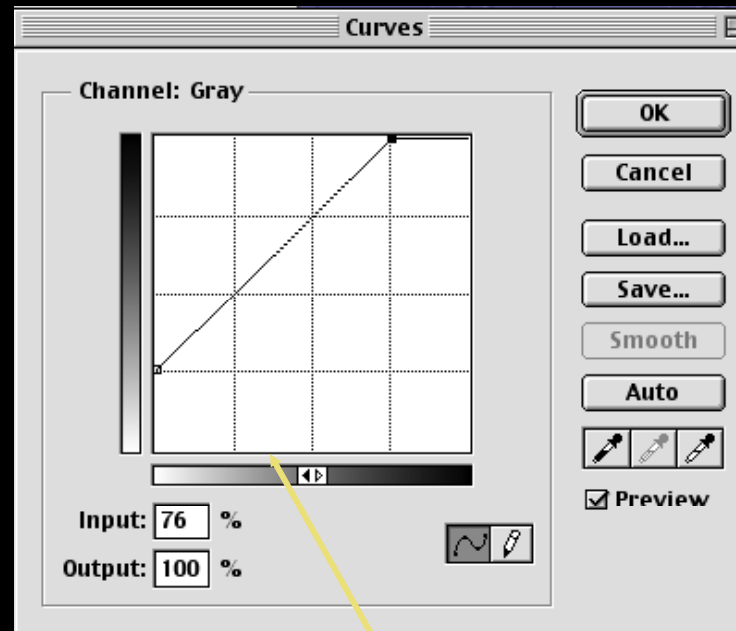 Curves
Channel: Gray
OK
Cancel
Load...
Save...
Smooth
Auto
Preview
Input: 76 %
Output: 100 %